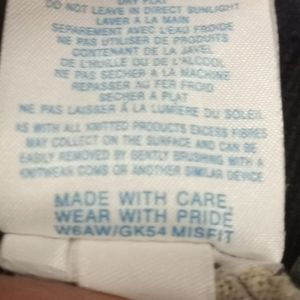 DRY FLAT
DO NOT LEAVE IN DIRECT SUNLIGHT
LAVER A LA MAIN
SEPAREMENT AVEC L'EAU FROIDE
NE PAS UTILISER DE PRODUITS
CONTENANT DE LA JAVEL
DE L'HUILE OU DE L'ALCOOL
NE PAS SECHER A LA MACHINE
REPASSER AU FER FROID
SECHER A PLAT
NE PAS LAISSER A LA LUMIERE DU SOLEIL
AS WITH ALL KNITTED PRODUCTS EXCESS FIBRES
MAY COLLECT ON THE SURFACE AND CAN BE
EASILY REMOVED BY GENTLY BRUSHING WITH A
KNITWEAR COMB OR ANOTHER SIMILAR DEVICE
MADE WITH CARE,
WEAR WITH PRIDE
W6AW/GK54 MISFIT